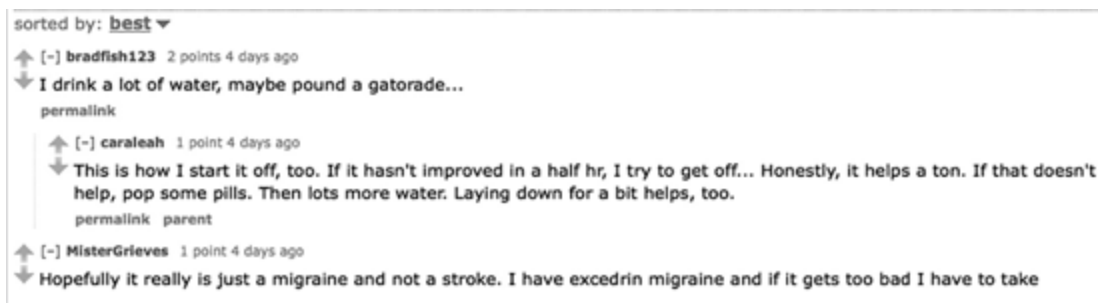 sorted by: best
[-] bradfish123 2 points 4 days ago
I drink a lot of water, maybe pound a gatorade...
permalink
[-] caraleah 1 point 4 days ago
This is how I start it off, too. If it hasn't improved in a half hr, I try to get off... Honestly, it helps a ton. If that doesn't
help, pop some pills. Then lots more water. Laying down for a bit helps, too.
permalink parent
[-] MisterGrieves 1 point 4 days ago
Hopefully it really is just a migraine and not a stroke. I have excedrin migraine and if it gets too bad I have to take